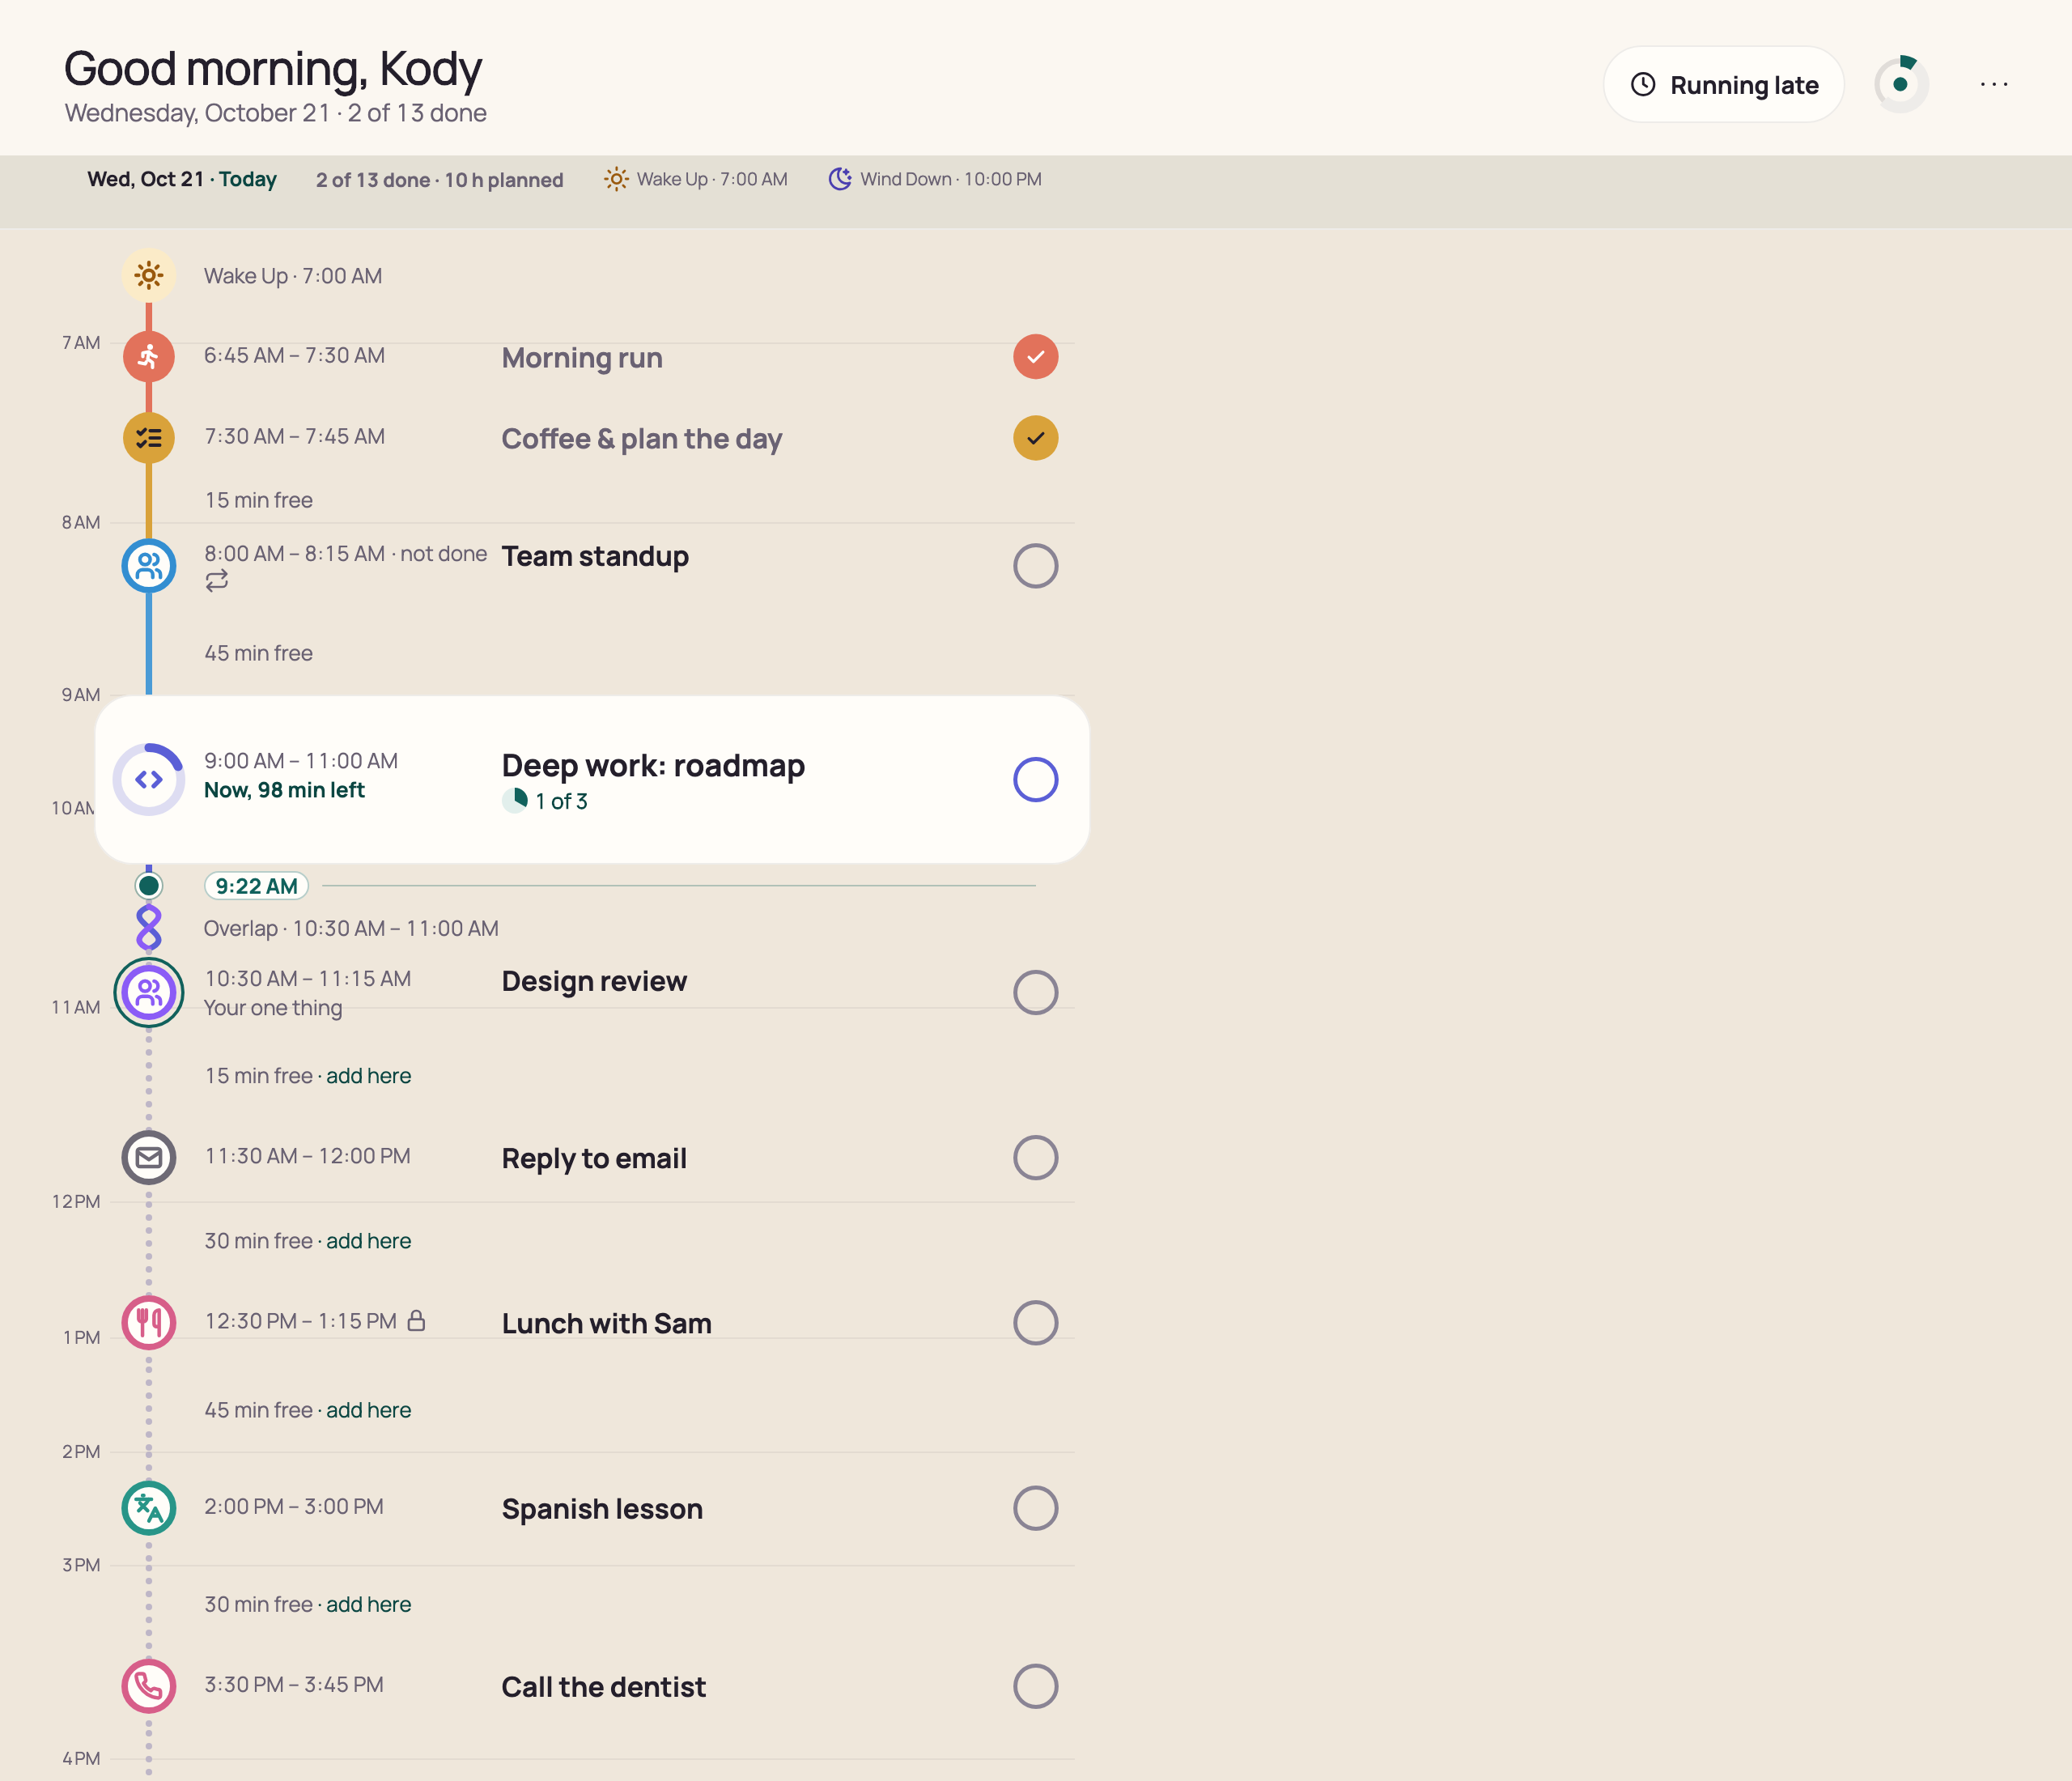 Good morning, Kody
Wednesday, October 21 · 2 of 13 done
Running late
Wed, Oct 21 · Today
2 of 13 done · 10 h planned
Wake Up · 7:00 AM
Wind Down · 10:00 PM
Wake Up · 7:00 AM
7 AM
6:45 AM – 7:30 AM
Morning run
7:30 AM – 7:45 AM
Coffee & plan the day
15 min free
8 AM
8:00 AM – 8:15 AM · not done
Team standup
45 min free
9 AM
9:00 AM – 11:00 AM
Deep work: roadmap
Now, 98 min left
1 of 3
10 AM
9:22 AM
Overlap · 10:30 AM – 11:00 AM
10:30 AM – 11:15 AM
Design review
Your one thing
11 AM
15 min free · add here
11:30 AM – 12:00 PM
Reply to email
12 PM
30 min free · add here
12:30 PM – 1:15 PM
Lunch with Sam
1 PM
45 min free · add here
2 PM
2:00 PM – 3:00 PM
Spanish lesson
3 PM
30 min free · add here
3:30 PM – 3:45 PM
Call the dentist
4 PM